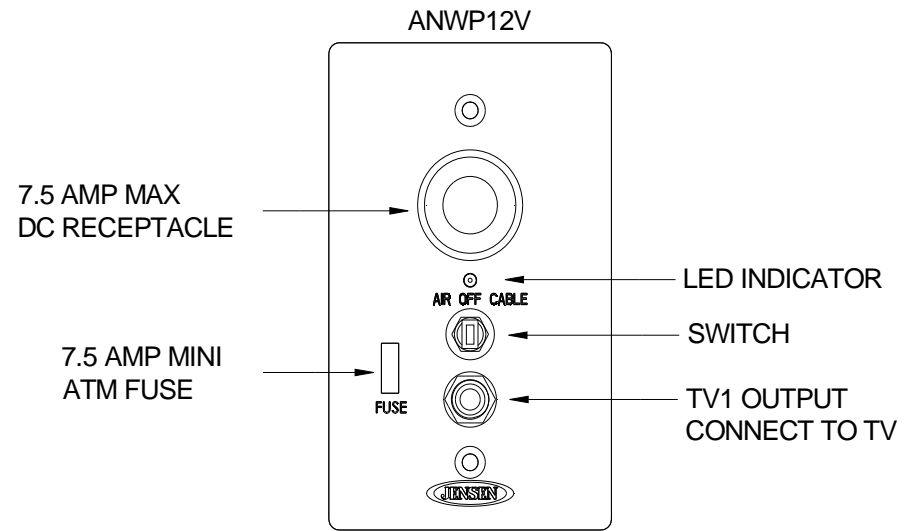 ANWP12V
7.5 AMP MAX
DC RECEPTACLE
LED INDICATOR
AIR OFF CABLE
SWITCH
7.5 AMP MINI
ATM FUSE
FUSE
TV1 OUTPUT
CONNECT TO TV
JENSEN